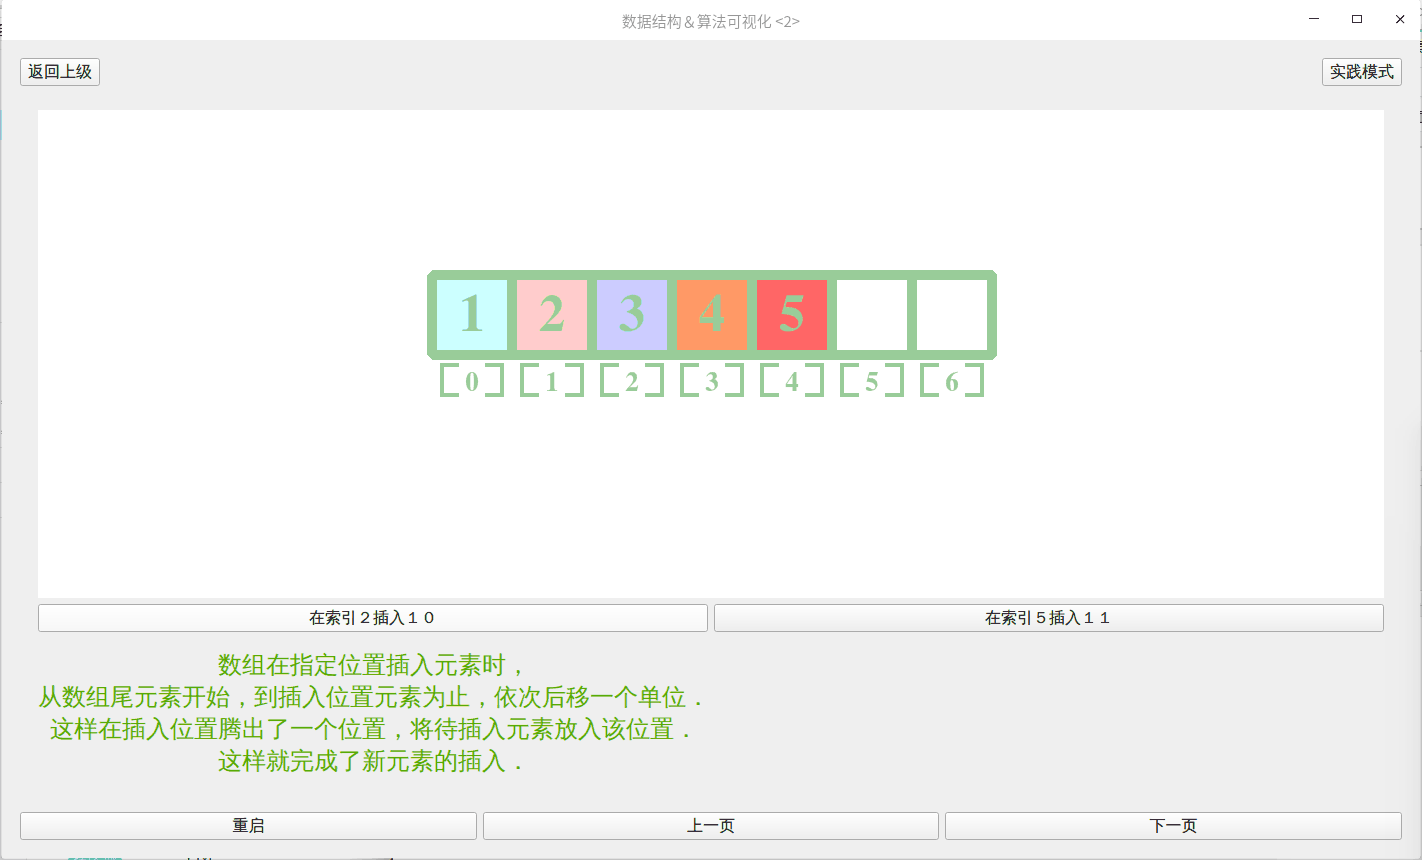 数据结构＆算法可视化 <2>
返回上级
实践模式
1 2 3 4 5
[ 0 ] [ 1 ] [ 2 ] [ 3 ] [ 4 ] [ 5 ] [ 6 ]
在索引２插入１０
在索引５插入１１
数组在指定位置插入元素时，
从数组尾元素开始，到插入位置元素为止，依次后移一个单位．
这样在插入位置腾出了一个位置，将待插入元素放入该位置．
这样就完成了新元素的插入．
重启
上一页
下一页